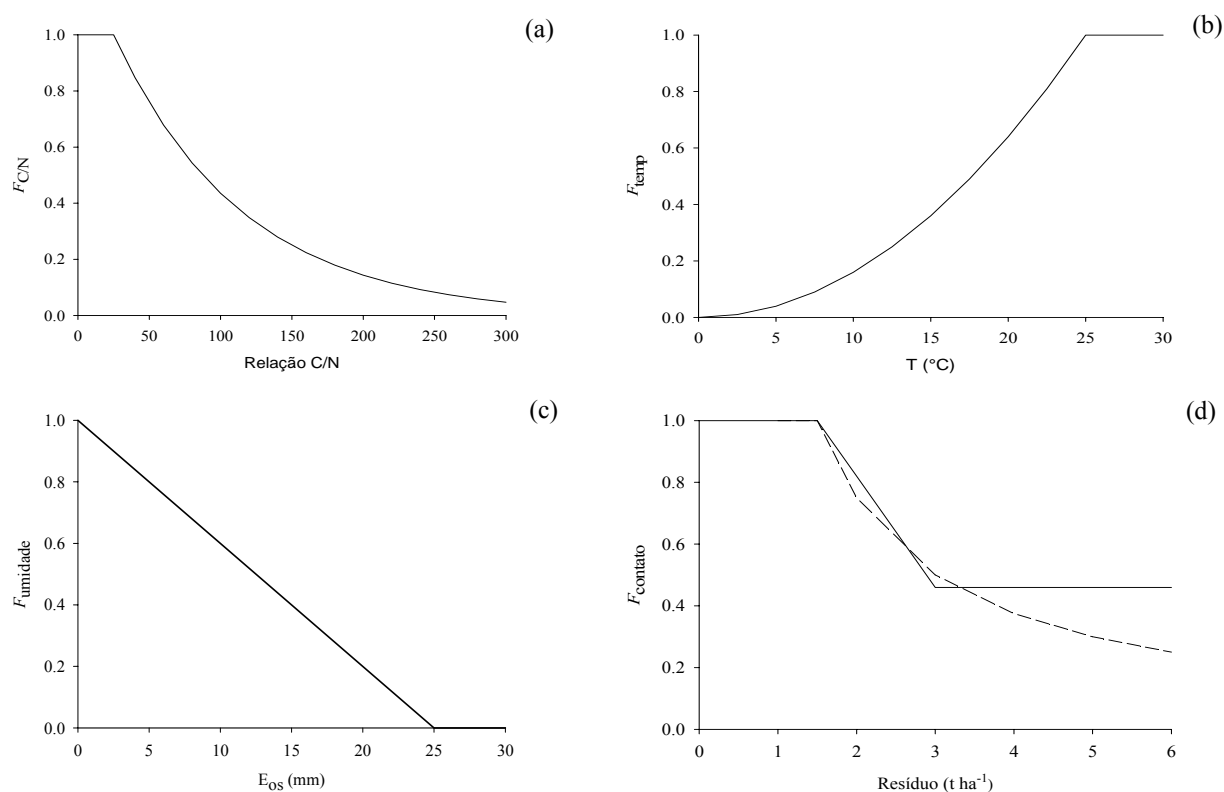 (a)
1.0
0.8
0.6
0.4
0.2
0.0
F_C/N
0 50 100 150 200 250 300
Relação C/N
(b)
1.0
0.8
0.6
0.4
0.2
0.0
F_temp
0 5 10 15 20 25 30
T (°C)
(c)
1.0
0.8
0.6
0.4
0.2
0.0
F_umidade
0 5 10 15 20 25 30
E_os (mm)
(d)
1.0
0.8
0.6
0.4
0.2
0.0
F_contato
0 1 2 3 4 5 6
Resíduo (t ha⁻¹)